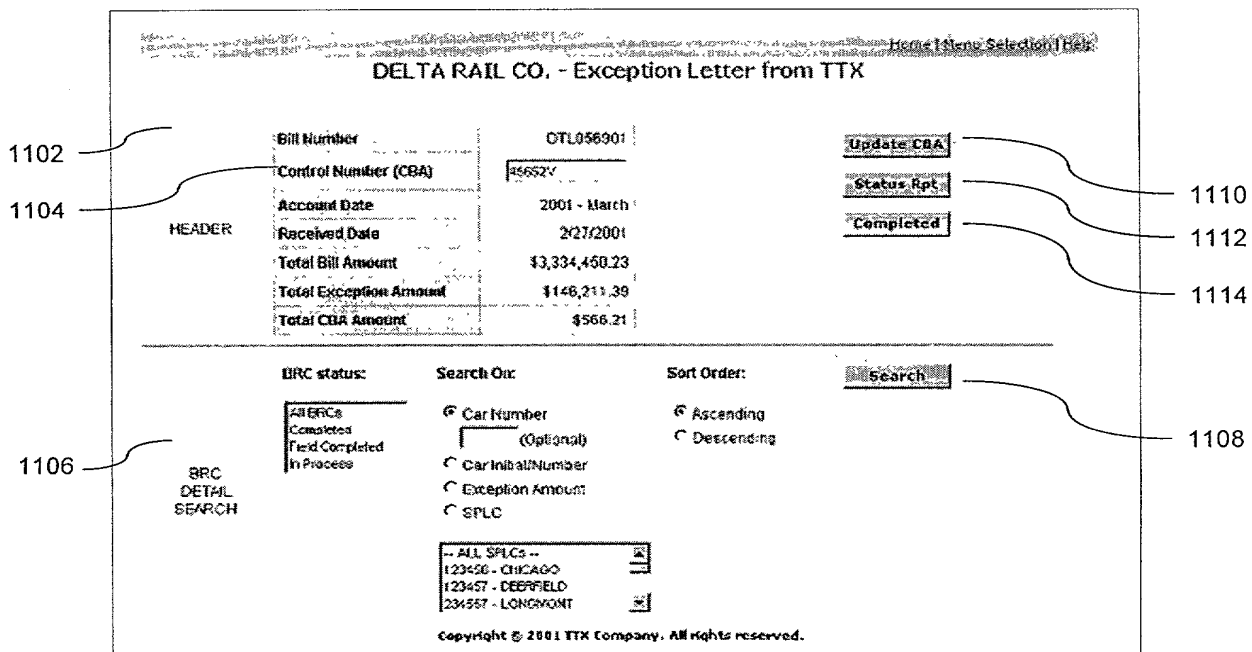 Home | Menu Selection | Help
DELTA RAIL CO. - Exception Letter from TTX
1102
HEADER
Bill Number OTL056901
1104
Control Number (CBA) 45652V
Account Date 2001 - March
Received Date 2/27/2001
Total Bill Amount $3,334,450.23
Total Exception Amount $146,211.39
Total CBA Amount $566.21
Update CBA
1110
Status Rpt
1112
Completed
1114
1106
BRC
DETAIL
SEARCH
BRC status:
All BRCs
Completed
Field Completed
In Process
Search On:
Car Number
(Optional)
Car Initial/Number
Exception Amount
SPLC
-- ALL SPLCs --
123456 - CHICAGO
123457 - DEERFIELD
234567 - LONGMONT
Sort Order:
Ascending
Descending
Search
1108
Copyright © 2001 TTX Company. All rights reserved.